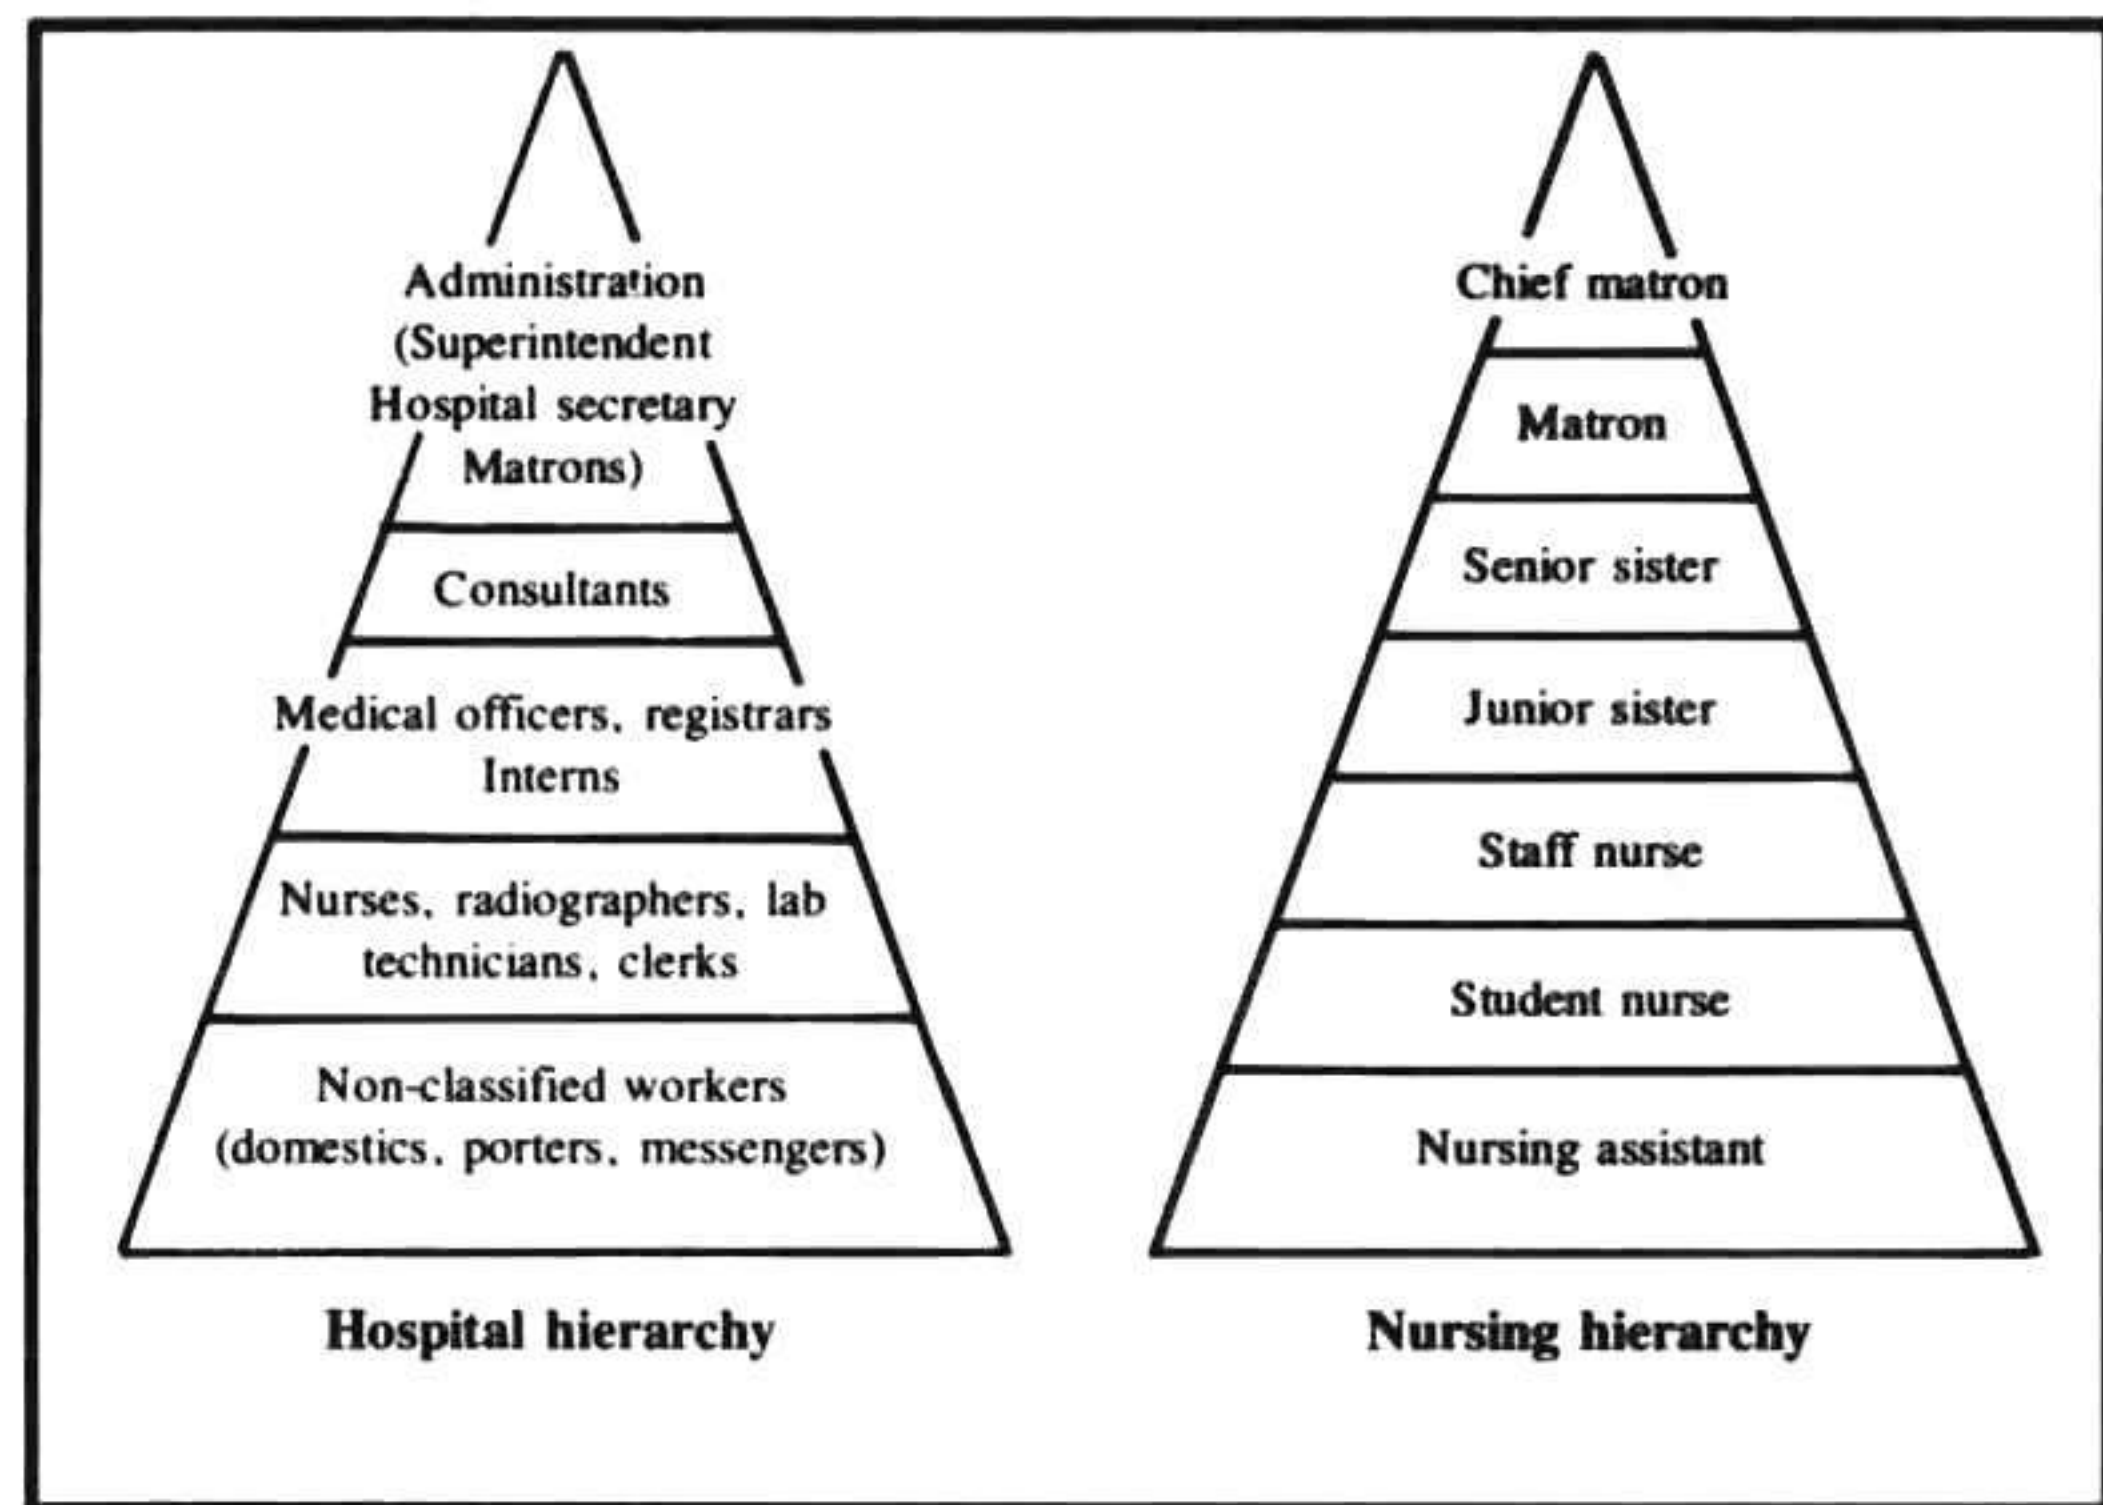 Administration
(Superintendent
Hospital secretary
Matrons)
Consultants
Medical officers, registrars
Interns
Nurses, radiographers, lab
technicians, clerks
Non-classified workers
(domestics, porters, messengers)
Hospital hierarchy
Chief matron
Matron
Senior sister
Junior sister
Staff nurse
Student nurse
Nursing assistant
Nursing hierarchy